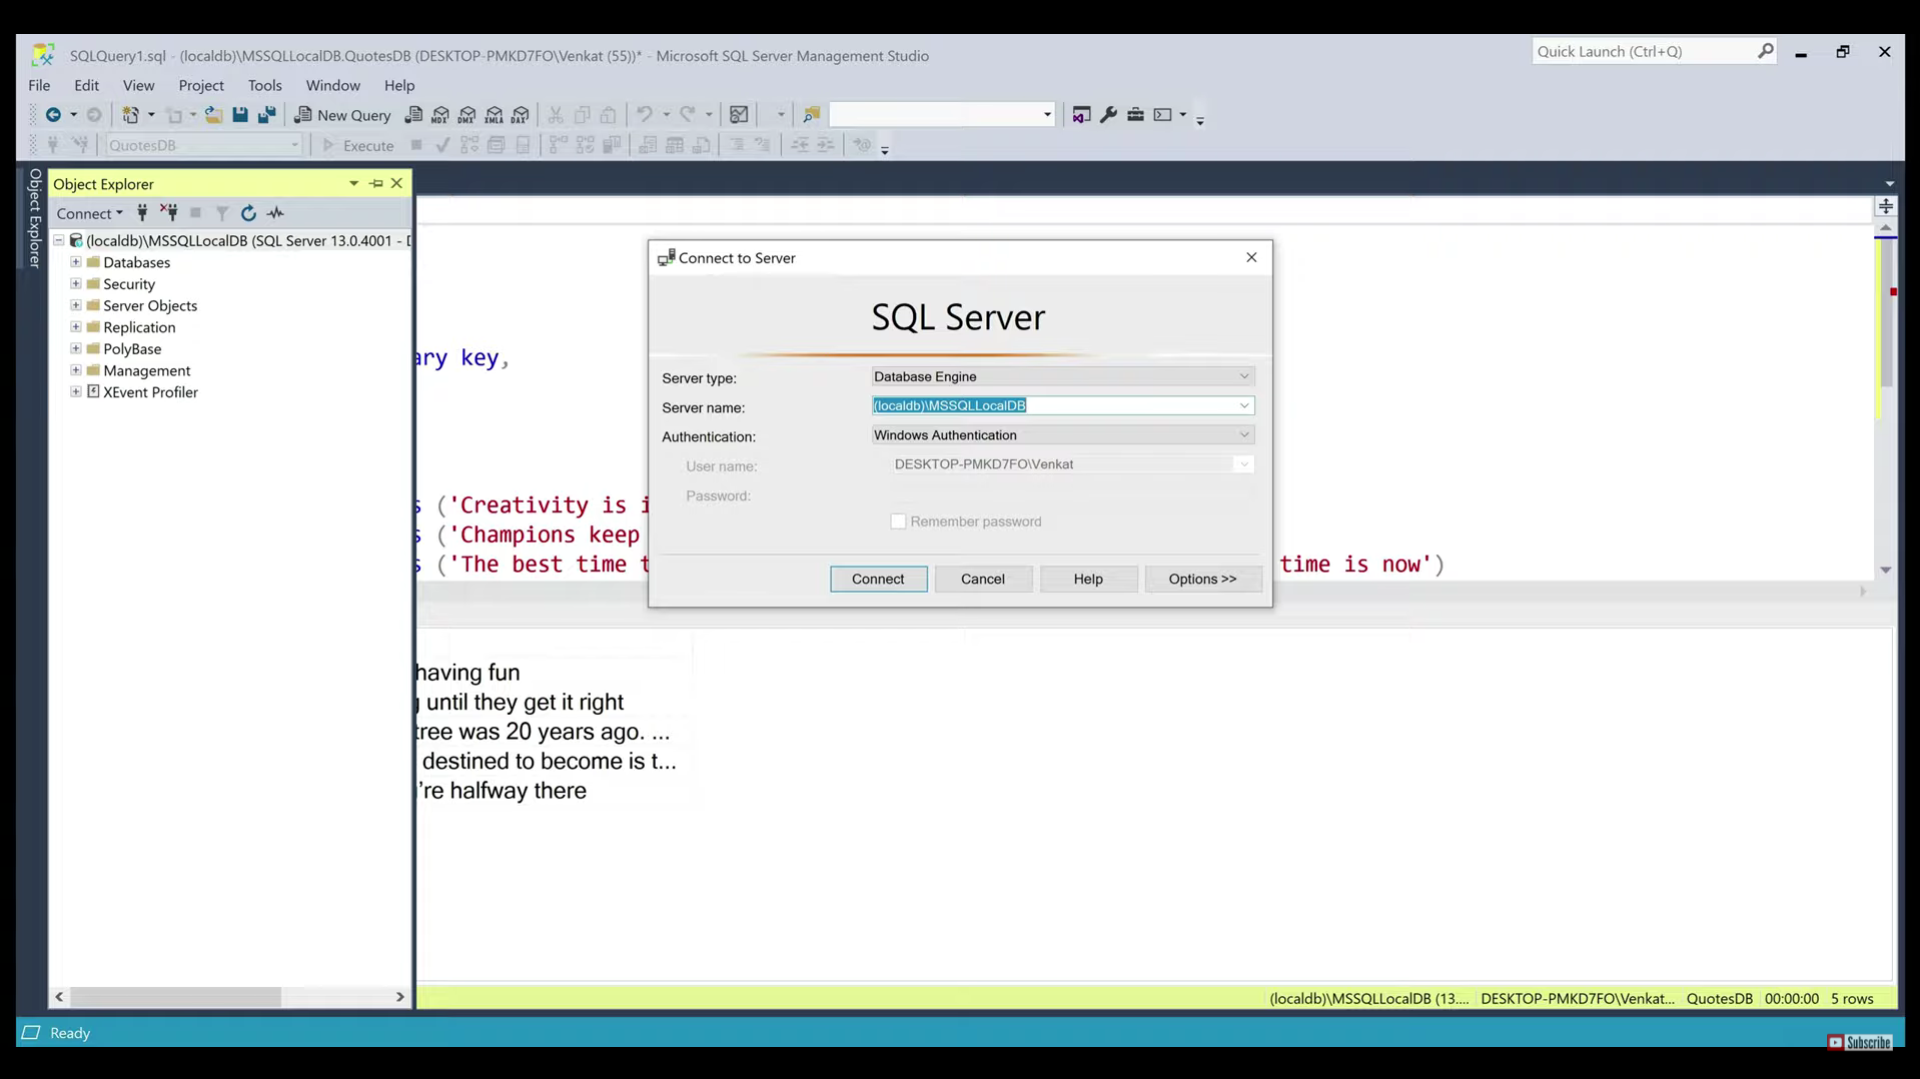 SQLQuery1.sql - (localdb)\MSSQLLocalDB.QuotesDB (DESKTOP-PMKD7FO\Venkat (55))* - Microsoft SQL Server Management Studio
Quick Launch (Ctrl+Q)
File Edit View Project Tools Window Help
New Query MDX DMX XMLA DAX
QuotesDB Execute
Object Explorer
Object Explorer
Connect
(localdb)\MSSQLLocalDB (SQL Server 13.0.4001 - D
Databases
Security
Server Objects
Replication
PolyBase
Management
XEvent Profiler
ary key,
s ('Creativity is i
s ('Champions keep
s ('The best time t
time is now')
Connect to Server
SQL Server
Server type: Database Engine
Server name: (localdb)\MSSQLLocalDB
Authentication: Windows Authentication
User name: DESKTOP-PMKD7FO\Venkat
Password:
Remember password
Connect Cancel Help Options >>
having fun
g until they get it right
tree was 20 years ago. ...
destined to become is t...
're halfway there
(localdb)\MSSQLLocalDB (13.... DESKTOP-PMKD7FO\Venkat... QuotesDB 00:00:00 5 rows
Ready
Subscribe